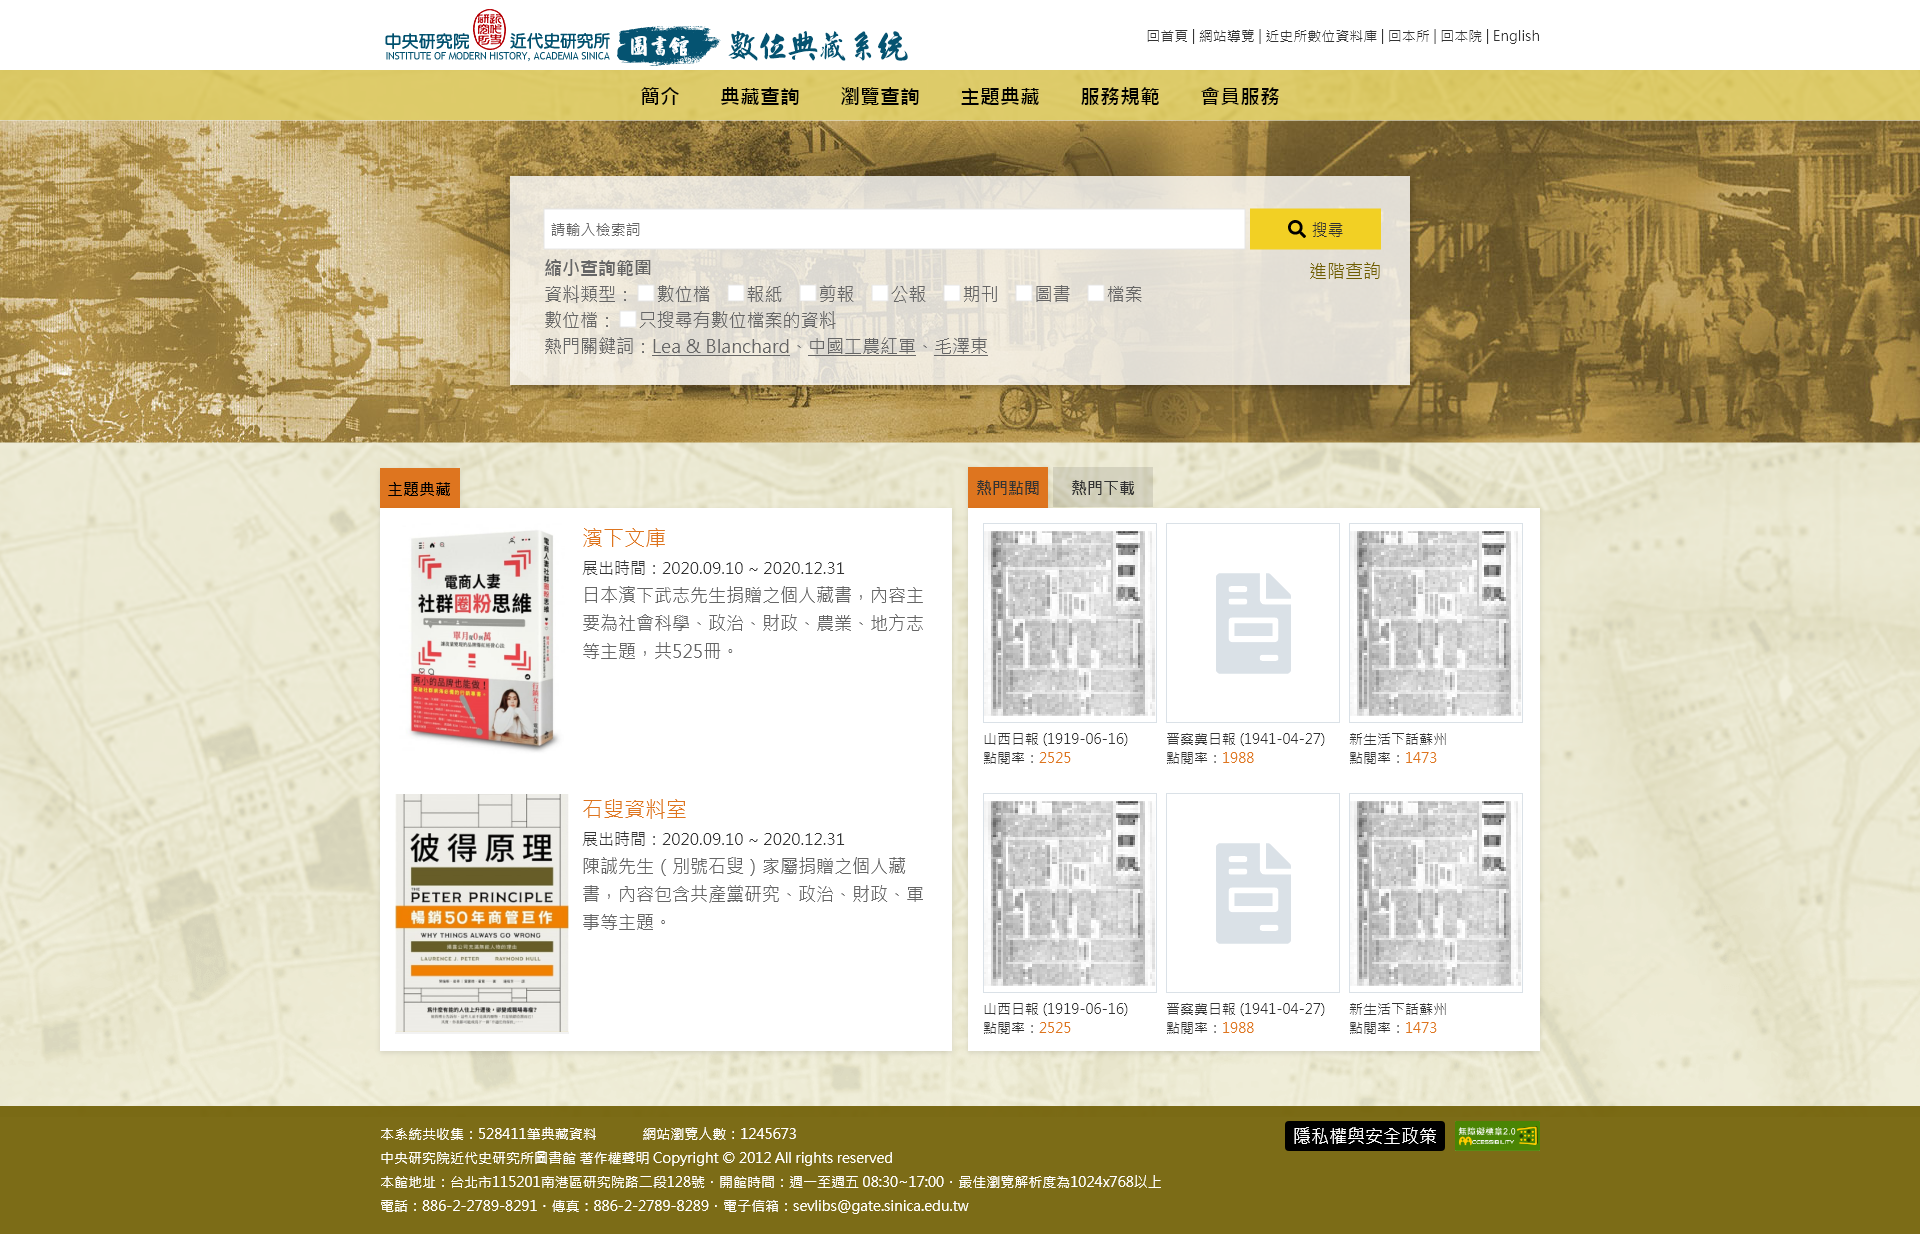 中央研究院 近代史研究所
INSTITUTE OF MODERN HISTORY, ACADEMIA SINICA
圖書館 數位典藏系統
回首頁 | 網站導覽 | 近史所數位資料庫 | 回本所 | 回本院 | English
簡介 典藏查詢 瀏覽查詢 主題典藏 服務規範 會員服務
請輸入檢索詞
搜尋
縮小查詢範圍
進階查詢
資料類型： 數位檔 報紙 剪報 公報 期刊 圖書 檔案
數位檔： 只搜尋有數位檔案的資料
熱門關鍵詞：Lea & Blanchard、中國工農紅軍、毛澤東
主題典藏
電商人妻
社群圈粉思維
再小的品牌也能做！
電商人妻社群圈粉思維
濱下文庫
展出時間：2020.09.10 ~ 2020.12.31
日本濱下武志先生捐贈之個人藏書，內容主
要為社會科學、政治、財政、農業、地方志
等主題，共525冊。
彼得原理
THE
PETER PRINCIPLE
暢銷50年商管巨作
WHY THINGS ALWAYS GO WRONG
LAURENCE J. PETER RAYMOND HULL
石叟資料室
展出時間：2020.09.10 ~ 2020.12.31
陳誠先生（別號石叟）家屬捐贈之個人藏
書，內容包含共產黨研究、政治、財政、軍
事等主題。
熱門點閱 熱門下載
山西日報 (1919-06-16)
點閱率：2525
晉察冀日報 (1941-04-27)
點閱率：1988
新生活下話蘇州
點閱率：1473
山西日報 (1919-06-16)
點閱率：2525
晉察冀日報 (1941-04-27)
點閱率：1988
新生活下話蘇州
點閱率：1473
本系統共收集：528411筆典藏資料 網站瀏覽人數：1245673
中央研究院近代史研究所圖書館 著作權聲明 Copyright © 2012 All rights reserved
本館地址：台北市115201南港區研究院路二段128號．開館時間：週一至週五 08:30~17:00．最佳瀏覽解析度為1024x768以上
電話：886-2-2789-8291．傳真：886-2-2789-8289．電子信箱：sevlibs@gate.sinica.edu.tw
隱私權與安全政策
無障礙標章2.0
ACCESSIBILITY